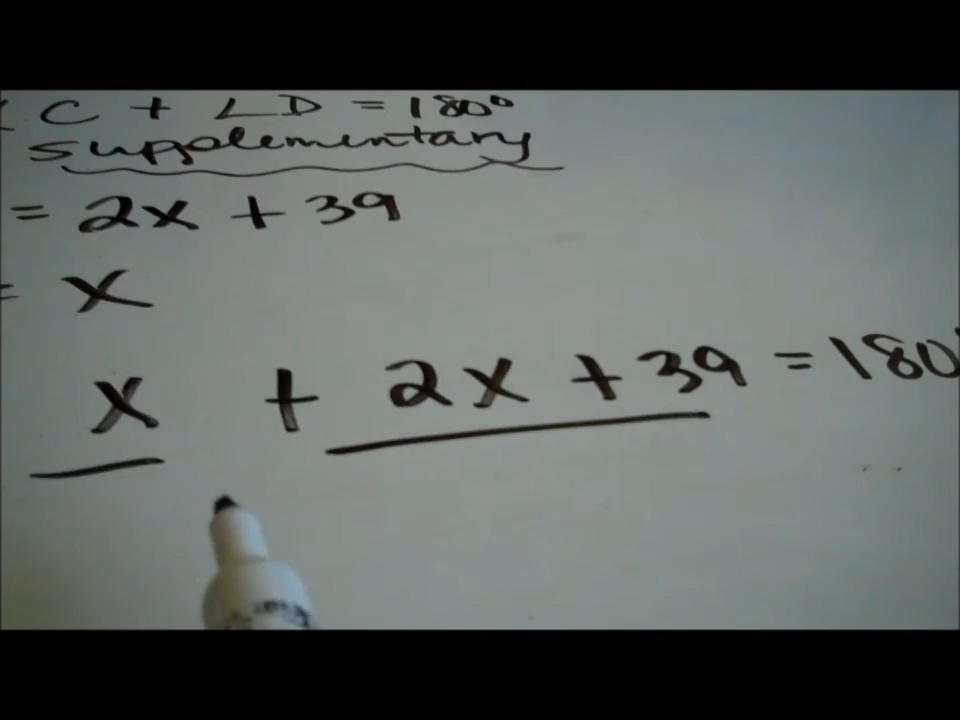 C + ∠D = 180°
Supplementary
= 2x + 39
= x
x + 2x + 39 = 180°